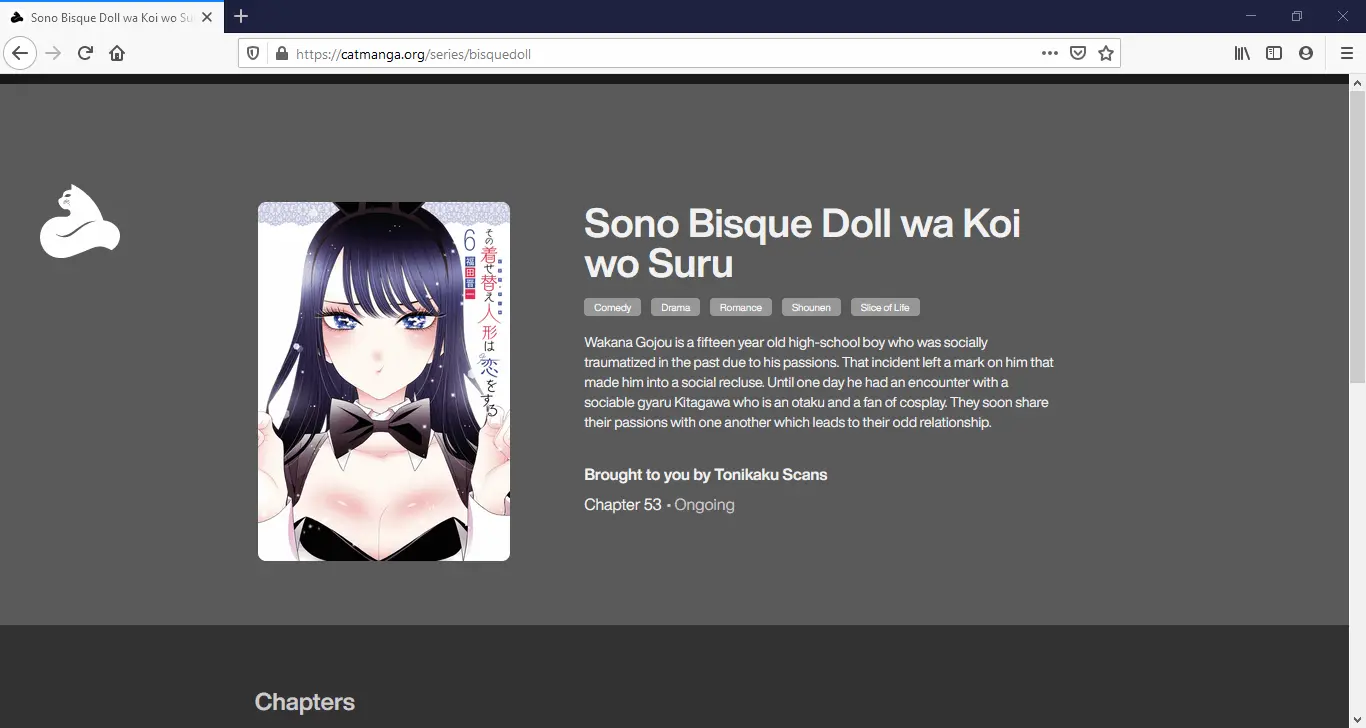 Sono Bisque Doll wa Koi wo Su
https://catmanga.org/series/bisquedoll
6
その着せ替え人形は恋をする
福田晋一
Sono Bisque Doll wa Koi
wo Suru
Comedy Drama Romance Shounen Slice of Life
Wakana Gojou is a fifteen year old high-school boy who was socially
traumatized in the past due to his passions. That incident left a mark on him that
made him into a social recluse. Until one day he had an encounter with a
sociable gyaru Kitagawa who is an otaku and a fan of cosplay. They soon share
their passions with one another which leads to their odd relationship.
Brought to you by Tonikaku Scans
Chapter 53 • Ongoing
Chapters